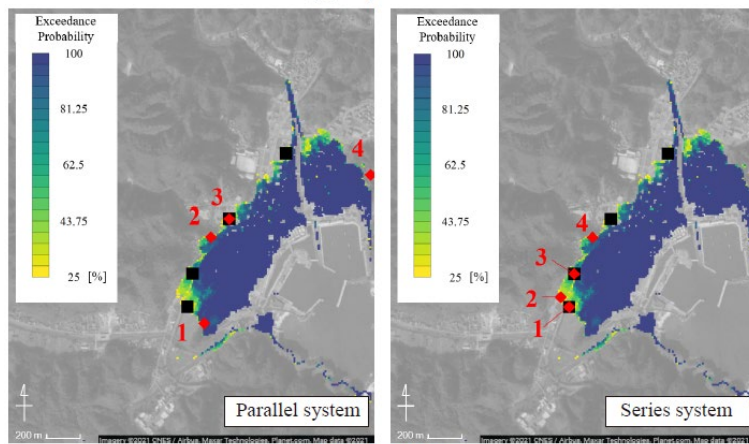 Exceedance
Probability
100
81.25
62.5
43.75
25 [%]
4
3
2
1
200 m
Parallel system
Imagery ©2021 CNES / Airbus, Maxar Technologies, Planet.com, Map data ©2021
Exceedance
Probability
100
81.25
62.5
43.75
25 [%]
4
3
2
1
200 m
Series system
Imagery ©2021 CNES / Airbus, Maxar Technologies, Planet.com, Map data ©2021